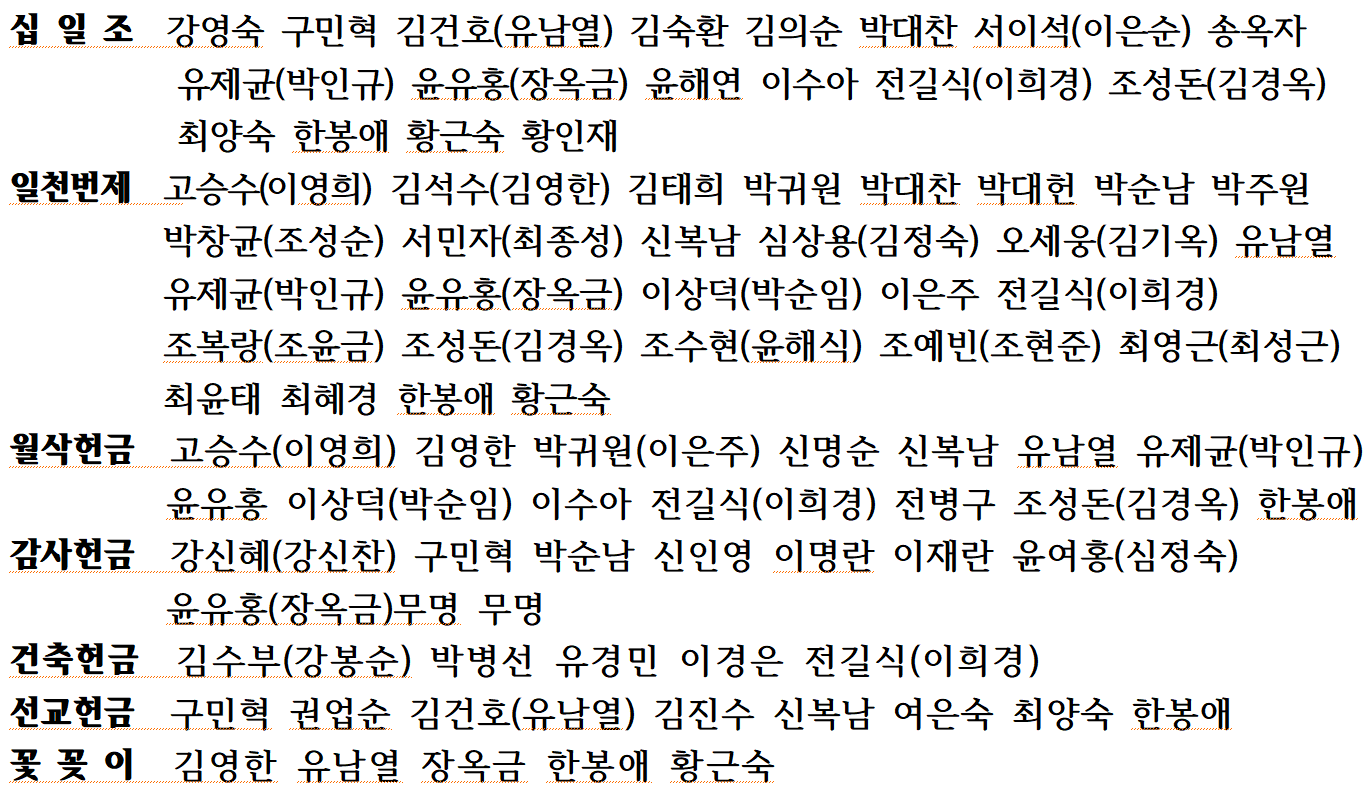 십 일 조 강영숙 구민혁 김건호(유남열) 김숙환 김의순 박대찬 서이석(이은순) 송옥자
유제균(박인규) 윤유홍(장옥금) 윤해연 이수아 전길식(이희경) 조성돈(김경옥)
최양숙 한봉애 황근숙 황인재
일천번제 고승수(이영희) 김석수(김영한) 김태희 박귀원 박대찬 박대헌 박순남 박주원
박창균(조성순) 서민자(최종성) 신복남 심상용(김정숙) 오세웅(김기옥) 유남열
유제균(박인규) 윤유홍(장옥금) 이상덕(박순임) 이은주 전길식(이희경)
조복랑(조윤금) 조성돈(김경옥) 조수현(윤해식) 조예빈(조현준) 최영근(최성근)
최윤태 최혜경 한봉애 황근숙
월삭헌금 고승수(이영희) 김영한 박귀원(이은주) 신명순 신복남 유남열 유제균(박인규)
윤유홍 이상덕(박순임) 이수아 전길식(이희경) 전병구 조성돈(김경옥) 한봉애
감사헌금 강신혜(강신찬) 구민혁 박순남 신인영 이명란 이재란 윤여홍(심정숙)
윤유홍(장옥금)무명 무명
건축헌금 김수부(강봉순) 박병선 유경민 이경은 전길식(이희경)
선교헌금 구민혁 권업순 김건호(유남열) 김진수 신복남 여은숙 최양숙 한봉애
꽃 꽂 이 김영한 유남열 장옥금 한봉애 황근숙